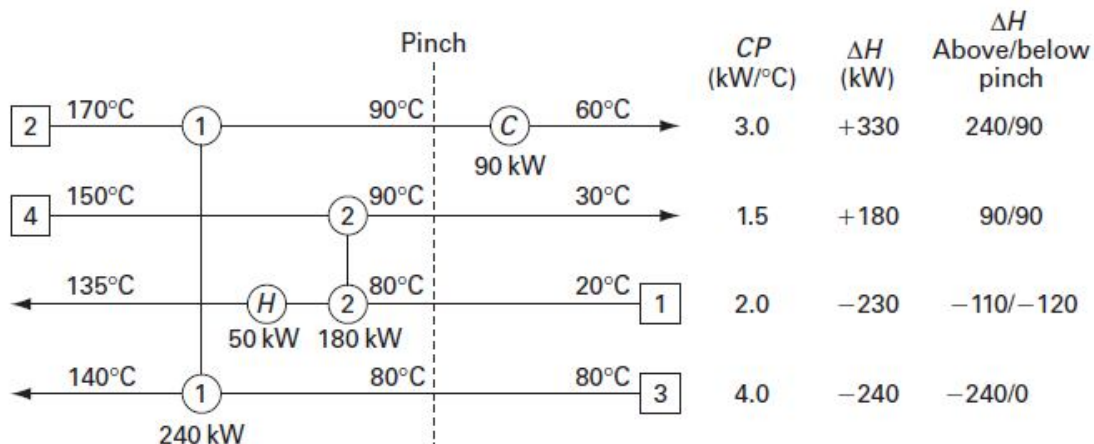 Pinch
CP
(kW/°C)
ΔH
(kW)
ΔH
Above/below
pinch
2 170°C 1 90°C C 60°C 3.0 +330 240/90
90 kW
4 150°C 2 90°C 30°C 1.5 +180 90/90
135°C H 2 80°C 20°C 1 2.0 −230 −110/−120
50 kW 180 kW
140°C 1 80°C 80°C 3 4.0 −240 −240/0
240 kW